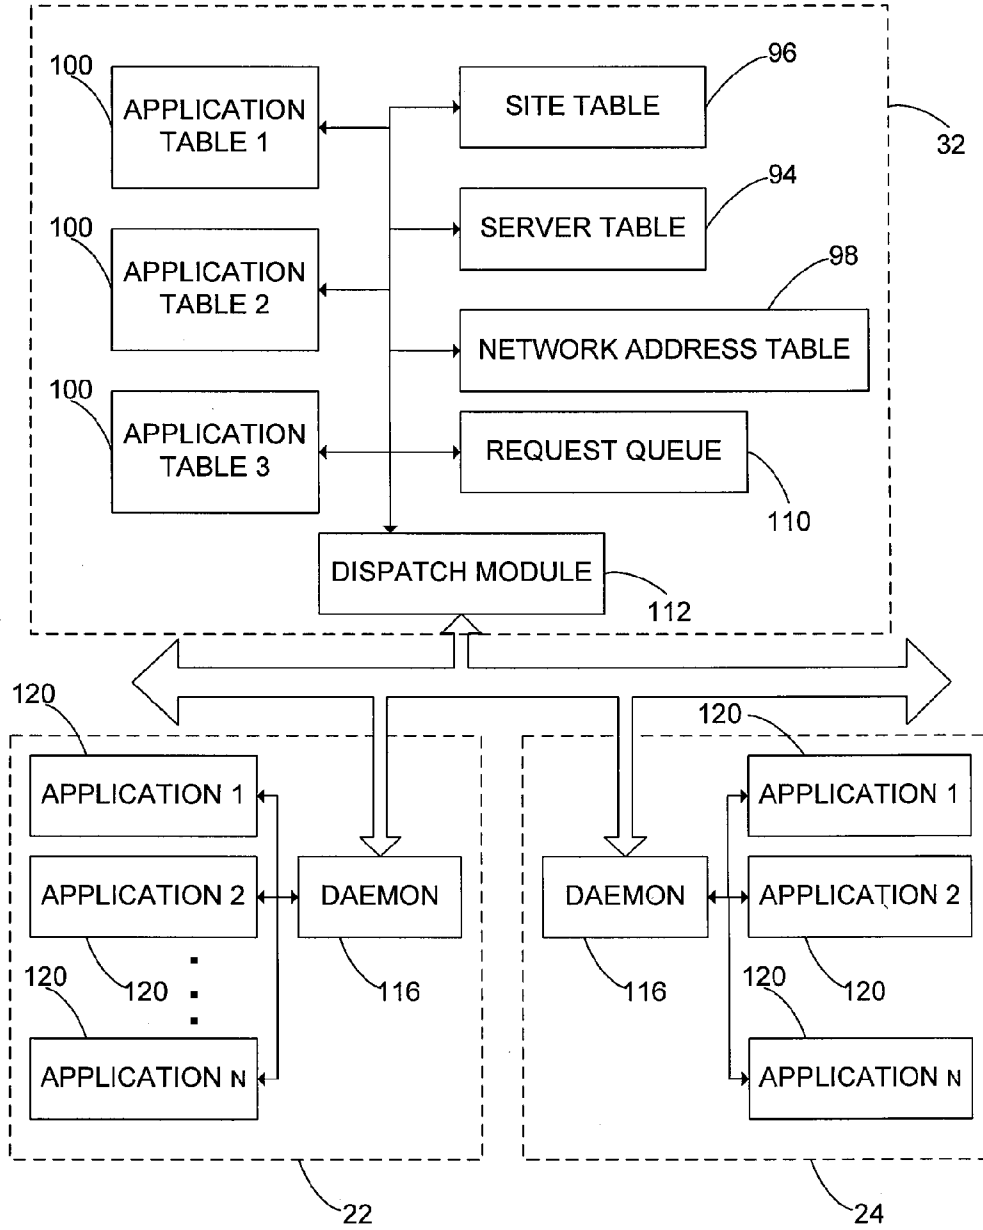 100
APPLICATION
TABLE 1
96
SITE TABLE
32
94
SERVER TABLE
100
APPLICATION
TABLE 2
98
NETWORK ADDRESS TABLE
100
APPLICATION
TABLE 3
REQUEST QUEUE
110
DISPATCH MODULE
112
120
APPLICATION 1
APPLICATION 2
DAEMON
120
120
116
APPLICATION N
22
120
APPLICATION 1
DAEMON
APPLICATION 2
116
120
120
APPLICATION N
24